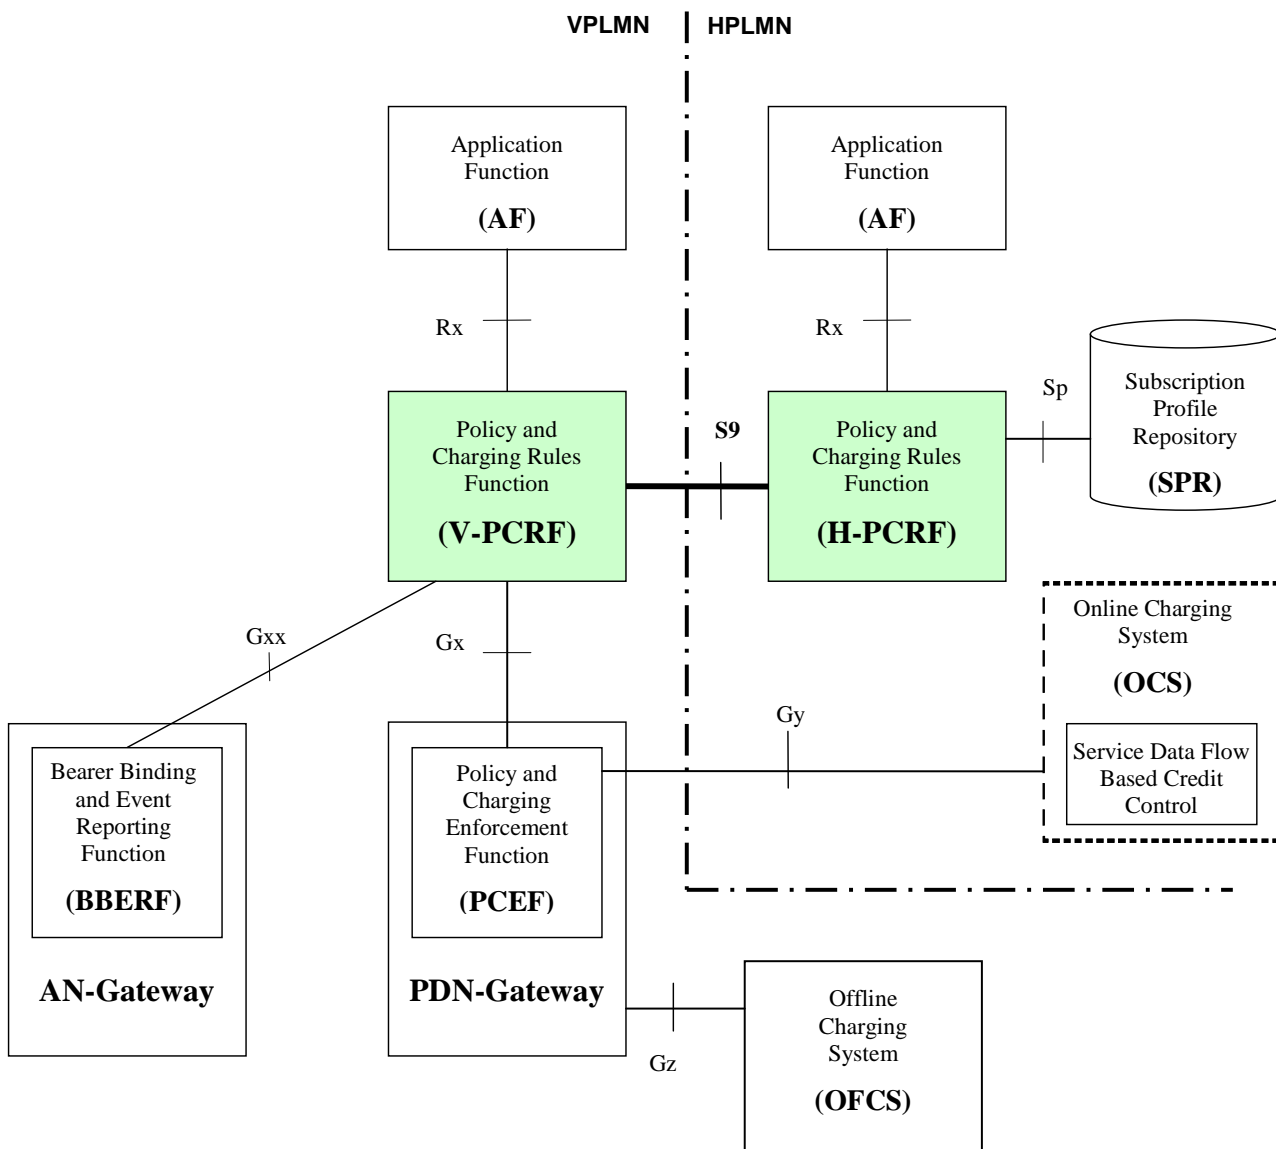 VPLMN
HPLMN
Application
Function
(AF)
Application
Function
(AF)
Rx
Rx
Subscription
Profile
Repository
(SPR)
Sp
Policy and
Charging Rules
Function
(V-PCRF)
S9
Policy and
Charging Rules
Function
(H-PCRF)
Gxx
Gx
Online Charging
System
(OCS)
Service Data Flow
Based Credit
Control
Gy
Bearer Binding
and Event
Reporting
Function
(BBERF)
AN-Gateway
Policy and
Charging
Enforcement
Function
(PCEF)
PDN-Gateway
Gz
Offline
Charging
System
(OFCS)